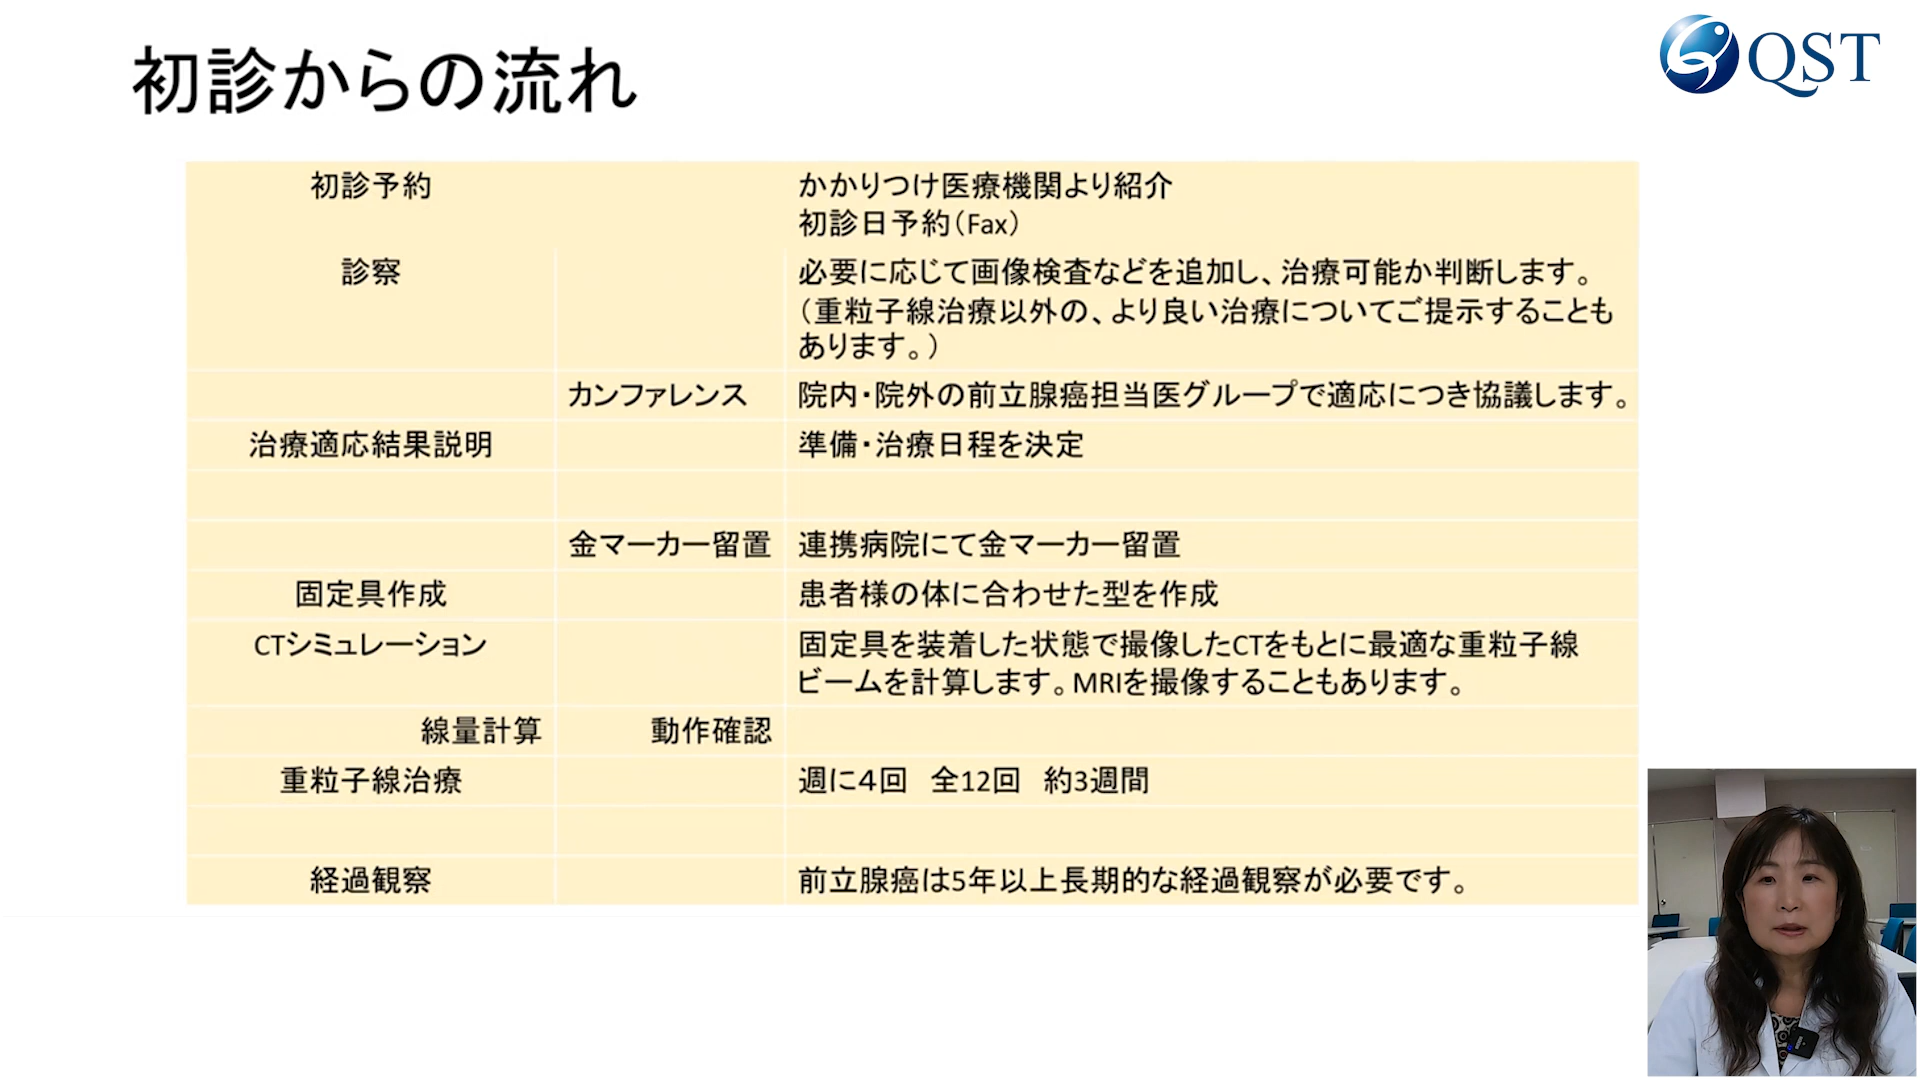 初診からの流れ
QST
初診予約
かかりつけ医療機関より紹介
初診日予約(Fax)
診察
必要に応じて画像検査などを追加し、治療可能か判断します。
(重粒子線治療以外の、より良い治療についてご提示することも
あります。)
カンファレンス
院内・院外の前立腺癌担当医グループで適応につき協議します。
治療適応結果説明
準備・治療日程を決定
金マーカー留置
連携病院にて金マーカー留置
固定具作成
患者様の体に合わせた型を作成
CTシミュレーション
固定具を装着した状態で撮像したCTをもとに最適な重粒子線
ビームを計算します。MRIを撮像することもあります。
線量計算
動作確認
重粒子線治療
週に4回　全12回　約3週間
経過観察
前立腺癌は5年以上長期的な経過観察が必要です。